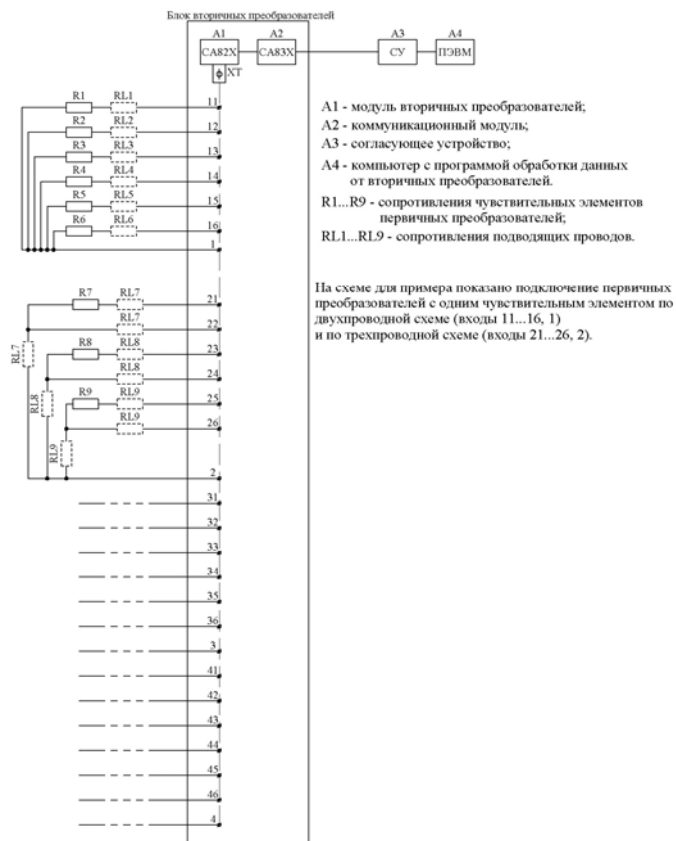 Блок вторичных преобразователей
A1 A2 A3 A4
CA82X CA83X СУ ПЭВМ
XT
R1 RL1 11
R2 RL2 12
R3 RL3 13
R4 RL4 14
R5 RL5 15
R6 RL6 16
1
A1 - модуль вторичных преобразователей;
A2 - коммуникационный модуль;
A3 - согласующее устройство;
A4 - компьютер с программой обработки данных
от вторичных преобразователей.
R1...R9 - сопротивления чувствительных элементов
первичных преобразователей;
RL1...RL9 - сопротивления подводящих проводов.
На схеме для примера показано подключение первичных
преобразователей с одним чувствительным элементом по
двухпроводной схеме (входы 11...16, 1)
и по трехпроводной схеме (входы 21...26, 2).
R7 RL7 21
RL7 22
RL7
R8 RL8 23
RL8 24
RL8
R9 RL9 25
RL9 26
RL9
2
31
32
33
34
35
36
3
41
42
43
44
45
46
4